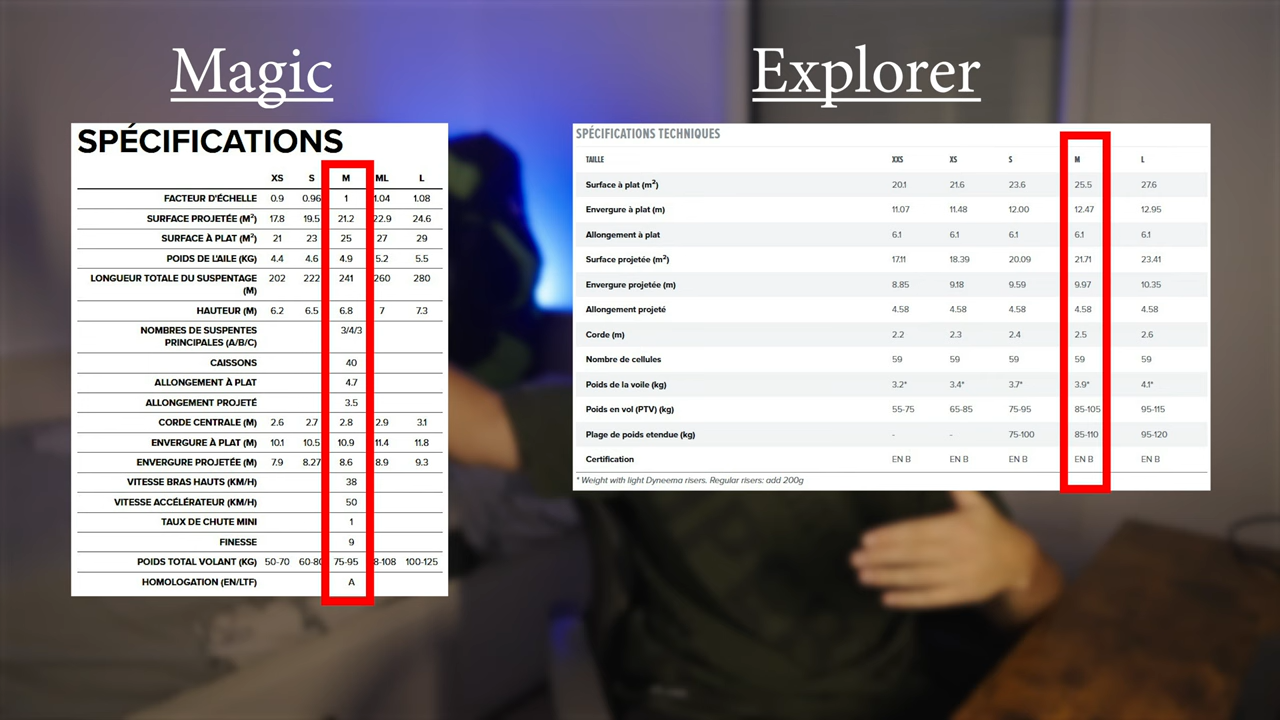 Magic
SPÉCIFICATIONS
XS S M ML L
FACTEUR D'ÉCHELLE 0.9 0.96 1 1.04 1.08
SURFACE PROJETÉE (M²) 17.8 19.5 21.2 22.9 24.6
SURFACE À PLAT (M²) 21 23 25 27 29
POIDS DE L'AILE (KG) 4.4 4.6 4.9 5.2 5.5
LONGUEUR TOTALE DU SUSPENTAGE 202 222 241 260 280
(M)
HAUTEUR (M) 6.2 6.5 6.8 7 7.3
NOMBRES DE SUSPENTES 3/4/3
PRINCIPALES (A/B/C)
CAISSONS 40
ALLONGEMENT À PLAT 4.7
ALLONGEMENT PROJETÉ 3.5
CORDE CENTRALE (M) 2.6 2.7 2.8 2.9 3.1
ENVERGURE À PLAT (M) 10.1 10.5 10.9 11.4 11.8
ENVERGURE PROJETÉE (M) 7.9 8.27 8.6 8.9 9.3
VITESSE BRAS HAUTS (KM/H) 38
VITESSE ACCÉLÉRATEUR (KM/H) 50
TAUX DE CHUTE MINI 1
FINESSE 9
POIDS TOTAL VOLANT (KG) 50-70 60-80 75-95 8-108 100-125
HOMOLOGATION (EN/LTF) A
Explorer
SPÉCIFICATIONS TECHNIQUES
TAILLE XXS XS S M L
Surface à plat (m²) 20.1 21.6 23.6 25.5 27.6
Envergure à plat (m) 11.07 11.48 12.00 12.47 12.95
Allongement à plat 6.1 6.1 6.1 6.1 6.1
Surface projetée (m²) 17.11 18.39 20.09 21.71 23.41
Envergure projetée (m) 8.85 9.18 9.59 9.97 10.35
Allongement projeté 4.58 4.58 4.58 4.58 4.58
Corde (m) 2.2 2.3 2.4 2.5 2.6
Nombre de cellules 59 59 59 59 59
Poids de la voile (kg) 3.2* 3.4* 3.7* 3.9* 4.1*
Poids en vol (PTV) (kg) 55-75 65-85 75-95 85-105 95-115
Plage de poids etendue (kg) - - 75-100 85-110 95-120
Certification EN B EN B EN B EN B EN B
* Weight with light Dyneema risers. Regular risers: add 200g